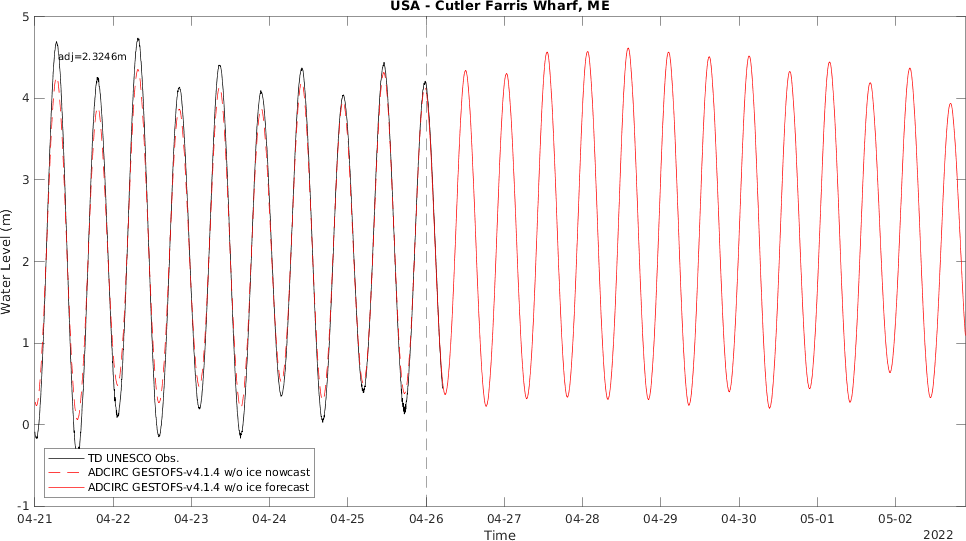 USA - Cutler Farris Wharf, ME
adj=2.3246m
Water Level (m)
5
4
3
2
1
0
-1
TD UNESCO Obs.
ADCIRC GESTOFS-v4.1.4 w/o ice nowcast
ADCIRC GESTOFS-v4.1.4 w/o ice forecast
04-21 04-22 04-23 04-24 04-25 04-26 04-27 04-28 04-29 04-30 05-01 05-02
Time
2022